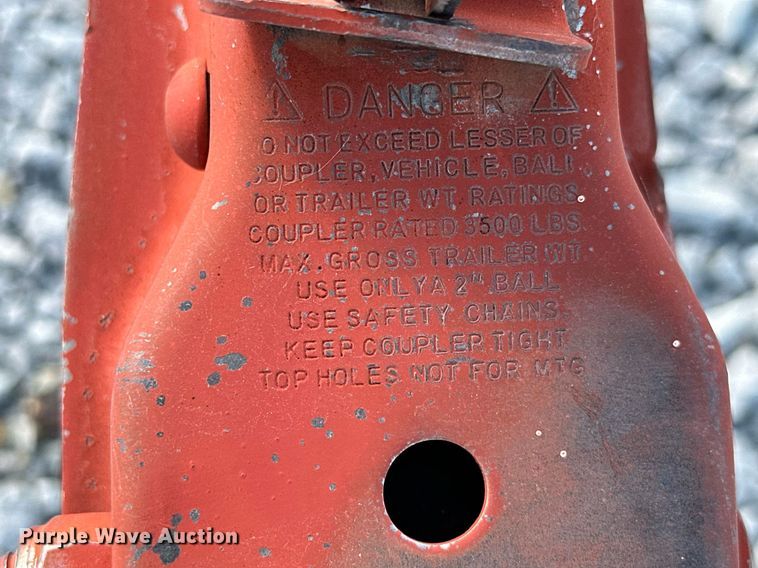 ⚠ DANGER ⚠
O NOT EXCEED LESSER OF
COUPLER, VEHICLE, BALL
OR TRAILER WT. RATINGS
COUPLER RATED 3500 LBS
MAX. GROSS TRAILER WT
USE ONLY A 2" BALL
USE SAFETY CHAINS
KEEP COUPLER TIGHT
TOP HOLES NOT FOR MTG
Purple Wave Auction